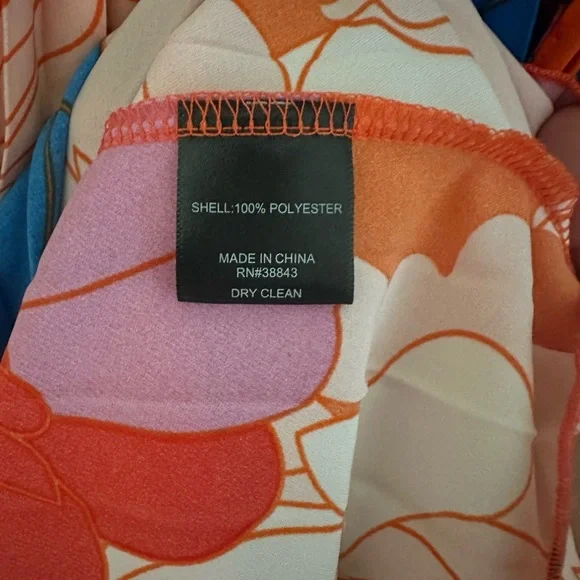 SHELL:100% POLYESTER
MADE IN CHINA
RN#38843
DRY CLEAN